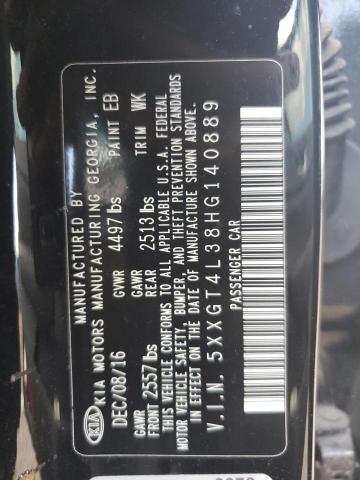 MANUFACTURED BY
KIA MOTORS MANUFACTURING GEORGIA, INC.
KIA
DEC/08/16 GVWR 4497 lbs PAINT EB
GAWR FRONT 2557 lbs GAWR REAR 2513 lbs TRIM WK
THIS VEHICLE CONFORMS TO ALL APPLICABLE U.S.A. FEDERAL
MOTOR VEHICLE SAFETY, BUMPER, AND THEFT PREVENTION STANDARDS
IN EFFECT ON THE DATE OF MANUFACTURE SHOWN ABOVE.
V.I.N. 5XXGT4L38HG140889
PASSENGER CAR